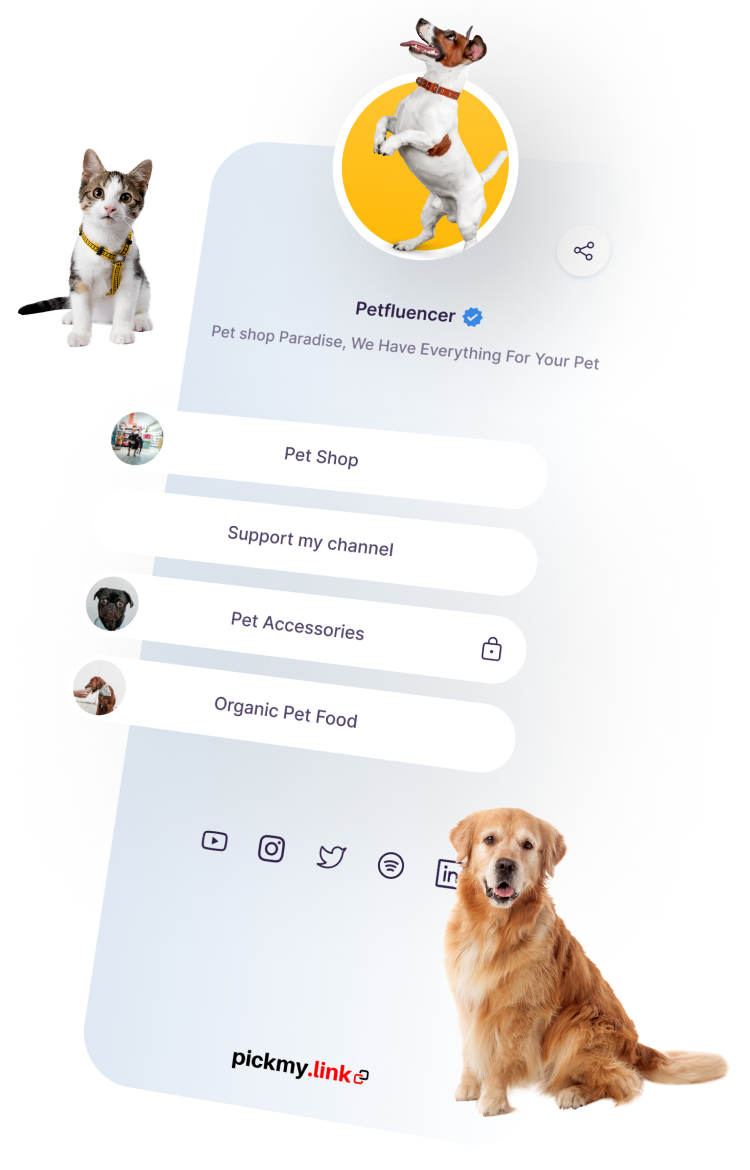 Petfluencer
Pet shop Paradise, We Have Everything For Your Pet
Pet Shop
Support my channel
Pet Accessories
Organic Pet Food
in
pickmy.link